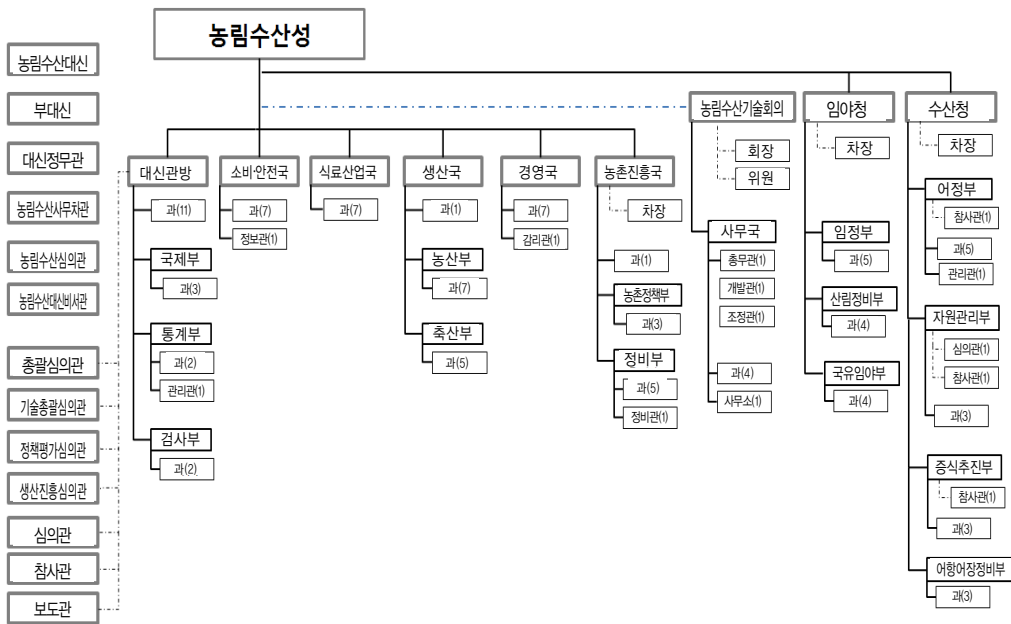 농림수산성
농림수산대신
부대신
대신정무관
농림수산사무차관
농림수산심의관
농림수산대신비서관
총괄심의관
기술총괄심의관
정책평가심의관
생산진흥심의관
심의관
참사관
보도관
대신관방
과(11)
국제부
과(3)
통계부
과(2)
관리관(1)
검사부
과(2)
소비·안전국
과(7)
정보관(1)
식료산업국
과(7)
생산국
과(1)
농산부
과(7)
축산부
과(5)
경영국
과(7)
감리관(1)
농촌진흥국
차장
과(1)
농촌정책부
과(3)
정비부
과(5)
정비관(1)
농림수산기술회의
회장
위원
사무국
총무관(1)
개발관(1)
조정관(1)
과(4)
사무소(1)
임야청
차장
임정부
과(5)
산림정비부
과(4)
국유임야부
과(4)
수산청
차장
어정부
참사관(1)
과(5)
관리관(1)
자원관리부
심의관(1)
참사관(1)
과(3)
증식추진부
참사관(1)
과(3)
어항어장정비부
과(3)